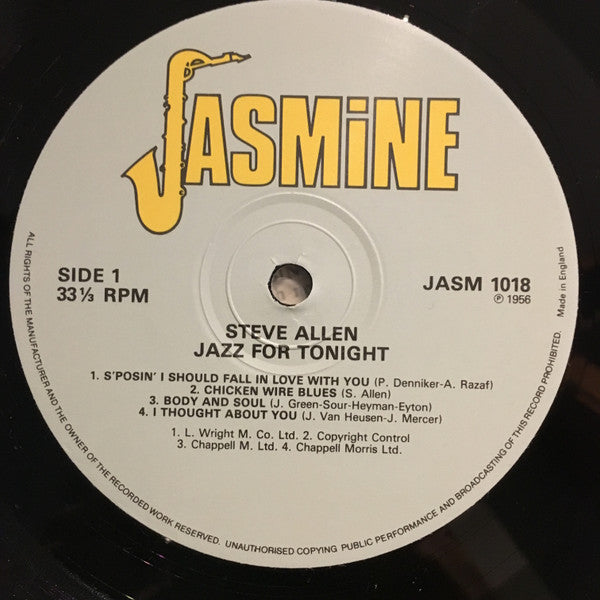 JASMiNE
SIDE 1
33⅓ RPM
JASM 1018
℗ 1956
STEVE ALLEN
JAZZ FOR TONIGHT
1. S'POSIN' I SHOULD FALL IN LOVE WITH YOU (P. Denniker-A. Razaf)
2. CHICKEN WIRE BLUES (S. Allen)
3. BODY AND SOUL (J. Green-Sour-Heyman-Eyton)
4. I THOUGHT ABOUT YOU (J. Van Heusen-J. Mercer)
1. L. Wright M. Co. Ltd. 2. Copyright Control
3. Chappell M. Ltd. 4. Chappell Morris Ltd.
ALL RIGHTS OF THE MANUFACTURER AND THE OWNER OF THE RECORDED WORK RESERVED. UNAUTHORISED COPYING PUBLIC PERFORMANCE AND BROADCASTING OF THIS RECORD PROHIBITED.
Made in England